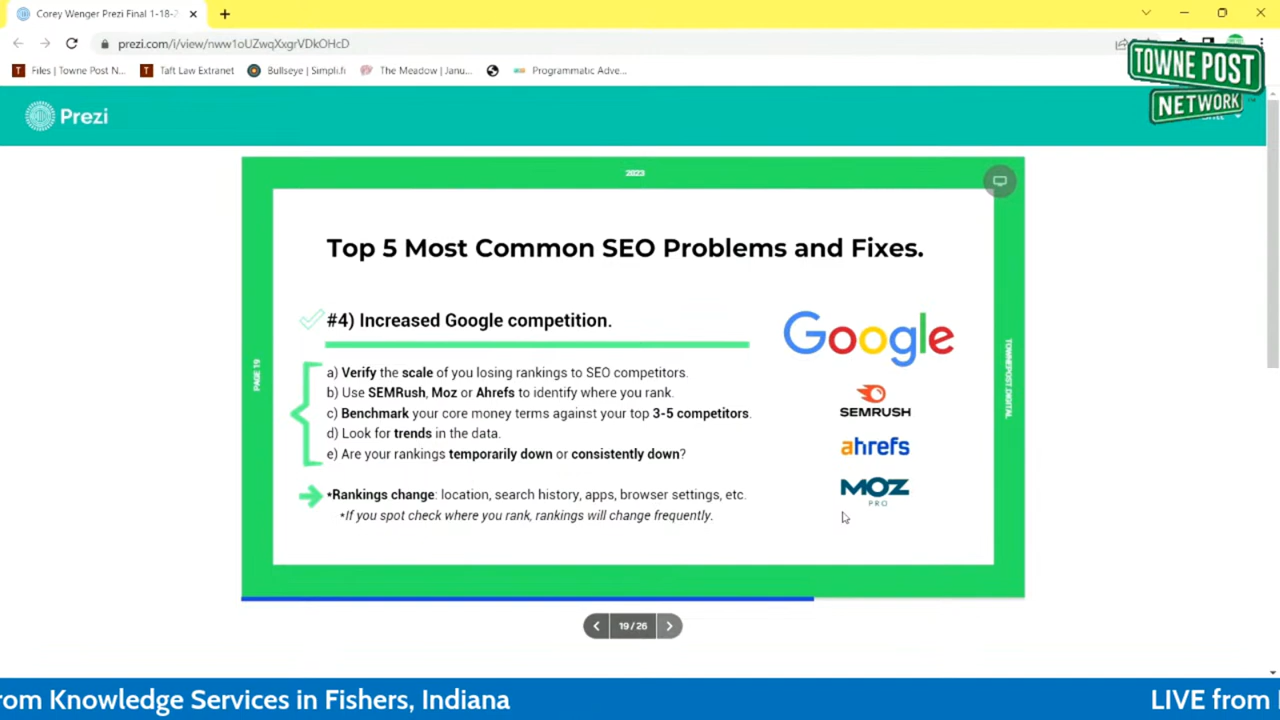 Corey Wenger Prezi Final 1-18-2
prezi.com/i/view/nww1oUZwqXxgrVDkOHcD
Files | Towne Post N...
Taft Law Extranet
Bullseye | Simpli.fi
The Meadow | Janu...
Programmatic Adve...
TOWNE POST
NETWORK
Prezi
2023
Top 5 Most Common SEO Problems and Fixes.
#4) Increased Google competition.
a) Verify the scale of you losing rankings to SEO competitors.
b) Use SEMRush, Moz or Ahrefs to identify where you rank.
c) Benchmark your core money terms against your top 3-5 competitors.
d) Look for trends in the data.
e) Are your rankings temporarily down or consistently down?
•Rankings change: location, search history, apps, browser settings, etc.
•If you spot check where you rank, rankings will change frequently.
Google
SEMRUSH
ahrefs
MOZ
PRO
PAGE 19
TOWNEPOST.DIGITAL
19 / 26
rom Knowledge Services in Fishers, Indiana
LIVE from